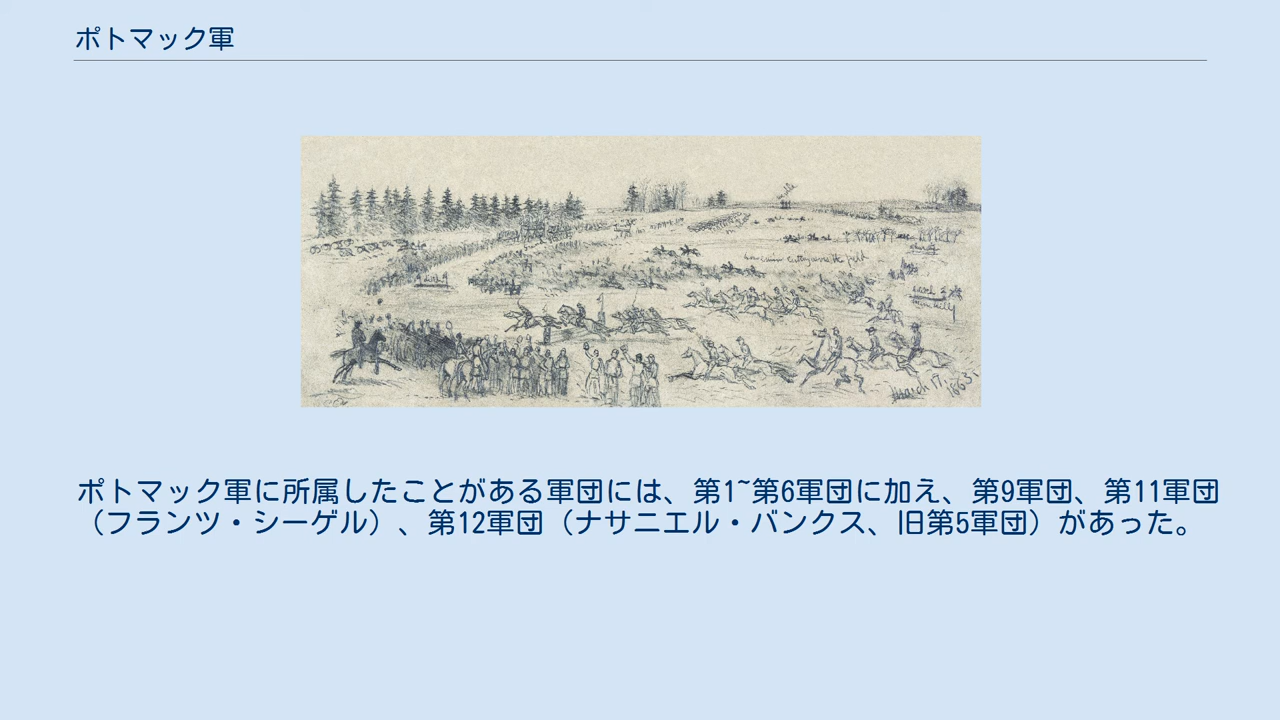 ポトマック軍
March 17, 1863.
ポトマック軍に所属したことがある軍団には、第1~第6軍団に加え、第9軍団、第11軍団
（フランツ・シーゲル）、第12軍団（ナサニエル・バンクス、旧第5軍団）があった。